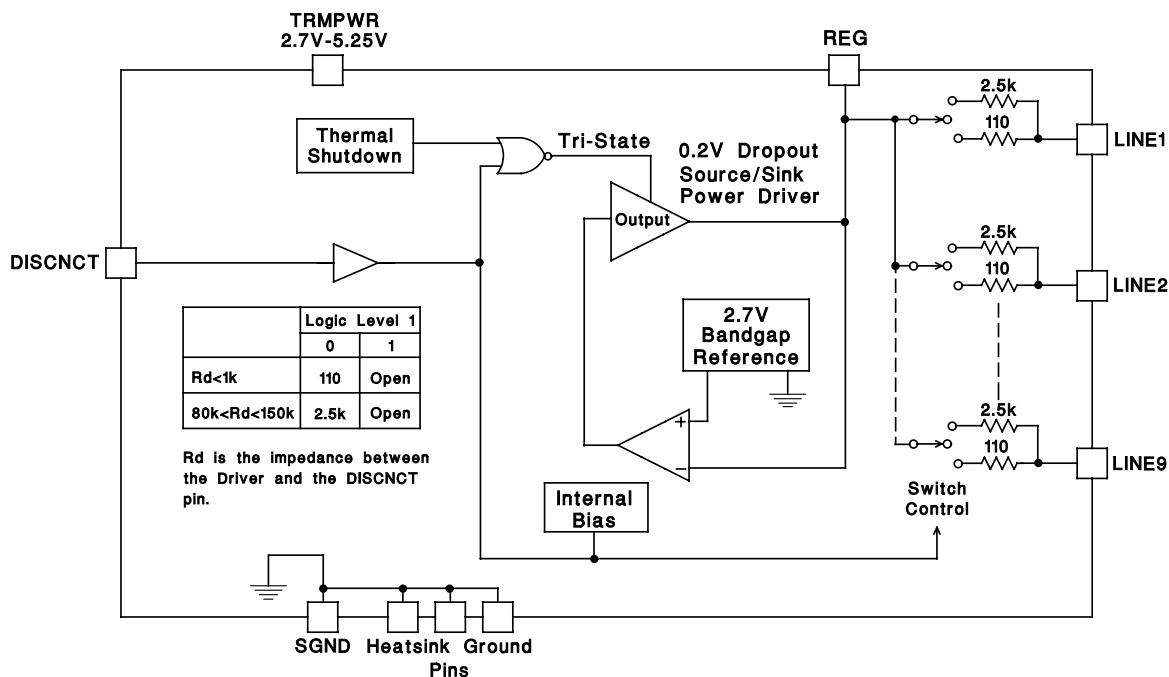 TRMPWR
2.7V-5.25V
REG
Thermal
Shutdown
Tri-State
0.2V Dropout
Source/Sink
Power Driver
Output
2.5k
110
LINE1
DISCNCT
2.5k
110
LINE2
Logic Level 1
0 1
Rd<1k 110 Open
80k<Rd<150k 2.5k Open
Rd is the impedance between
the Driver and the DISCNCT
pin.
2.7V
Bandgap
Reference
+
−
2.5k
110
LINE9
Internal
Bias
Switch
Control
SGND
Heatsink Ground
Pins